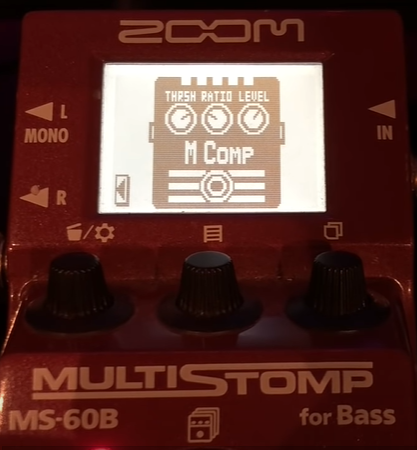 ZOOM
L
MONO
IN
R
THRSH RATIO LEVEL
M COMP
MULTISTOMP
MS-60B
for Bass